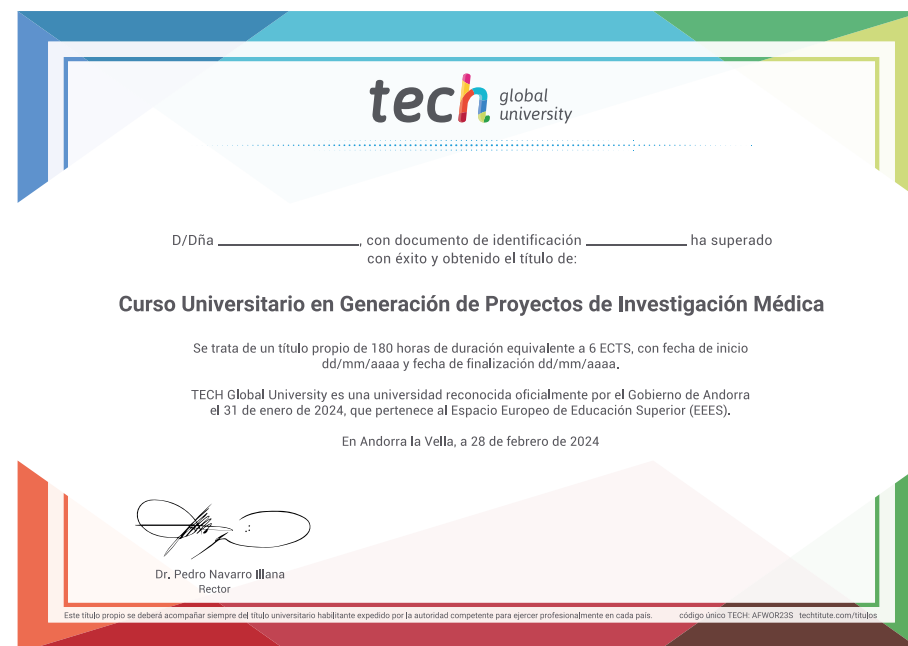 tech global university
D/Dña ____________, con documento de identificación ____________ ha superado
con éxito y obtenido el título de:
Curso Universitario en Generación de Proyectos de Investigación Médica
Se trata de un título propio de 180 horas de duración equivalente a 6 ECTS, con fecha de inicio
dd/mm/aaaa y fecha de finalización dd/mm/aaaa.
TECH Global University es una universidad reconocida oficialmente por el Gobierno de Andorra
el 31 de enero de 2024, que pertenece al Espacio Europeo de Educación Superior (EEES).
En Andorra la Vella, a 28 de febrero de 2024
Dr. Pedro Navarro Illana
Rector
Este título propio se deberá acompañar siempre del título universitario habilitante expedido por la autoridad competente para ejercer profesionalmente en cada país. código único TECH: AFWOR23S techtitute.com/titulos